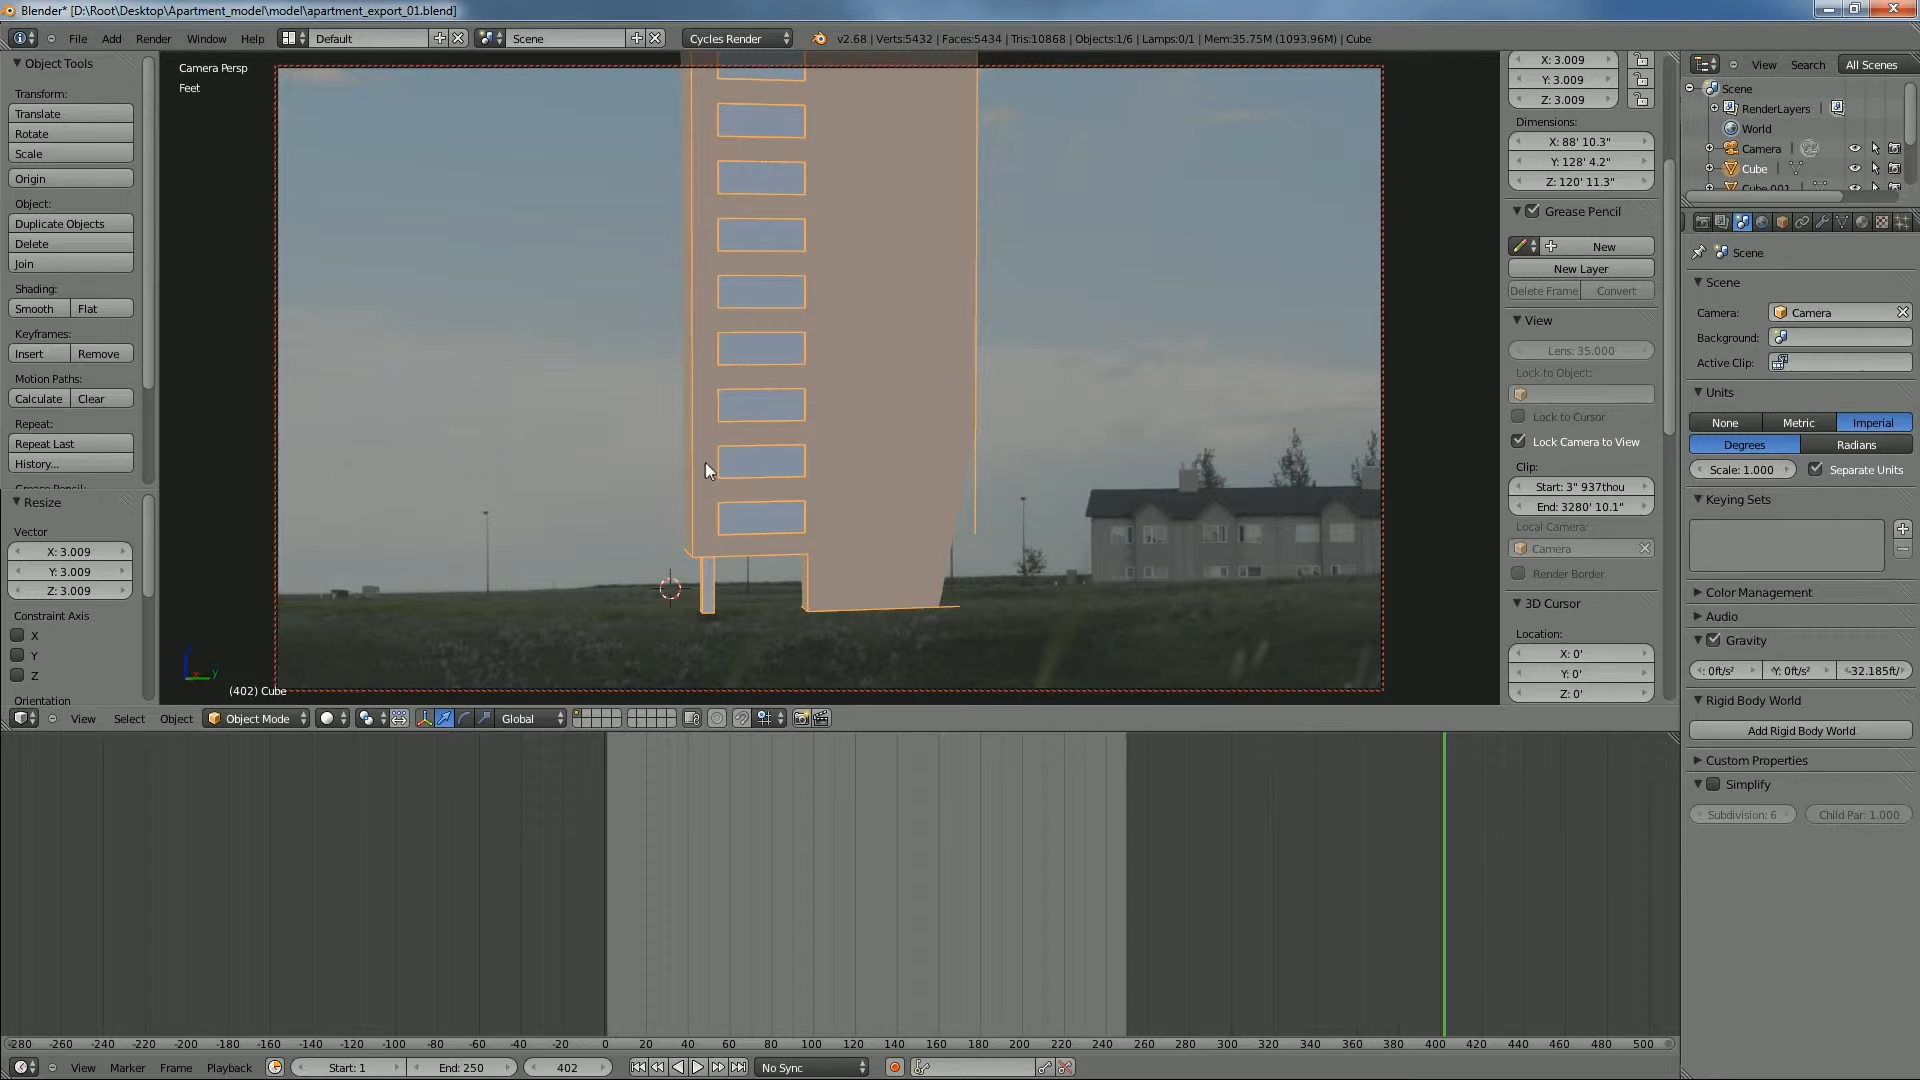 Blender* [D:\Root\Desktop\Apartment_model\model\apartment_export_01.blend]
File Add Render Window Help Default Scene Cycles Render v2.68 | Verts:5432 | Faces:5434 | Tris:10868 | Objects:1/6 | Lamps:0/1 | Mem:35.75M (1093.96M) | Cube
Object Tools
Transform:
Translate
Rotate
Scale
Origin
Object:
Duplicate Objects
Delete
Join
Shading:
Smooth Flat
Keyframes:
Insert Remove
Motion Paths:
Calculate Clear
Repeat:
Repeat Last
History...
Resize
Vector
X: 3.009
Y: 3.009
Z: 3.009
Constraint Axis
X
Y
Z
Orientation
Camera Persp
Feet
y
(402) Cube
View Select Object Object Mode Global
X: 3.009
Y: 3.009
Z: 3.009
Dimensions:
X: 88' 10.3"
Y: 128' 4.2"
Z: 120' 11.3"
Grease Pencil
New
New Layer
Delete Frame Convert
View
Lens: 35.000
Lock to Object:
Lock to Cursor
Lock Camera to View
Clip:
Start: 3" 937thou
End: 3280' 10.1"
Local Camera:
Camera
Render Border
3D Cursor
Location:
X: 0'
Y: 0'
Z: 0'
View Search All Scenes
Scene
RenderLayers
World
Camera
Cube
Cube.001
Scene
Scene
Camera: Camera
Background:
Active Clip:
Units
None Metric Imperial
Degrees Radians
Scale: 1.000 Separate Units
Keying Sets
Color Management
Audio
Gravity
: 0ft/s² Y: 0ft/s² -32.185ft/
Rigid Body World
Add Rigid Body World
Custom Properties
Simplify
Subdivision: 6 Child Par: 1.000
-280 -260 -240 -220 -200 -180 -160 -140 -120 -100 -80 -60 -40 -20 0 20 40 60 80 100 120 140 160 180 200 220 240 260 280 300 320 340 360 380 400 420 440 460 480 500
View Marker Frame Playback Start: 1 End: 250 402 No Sync